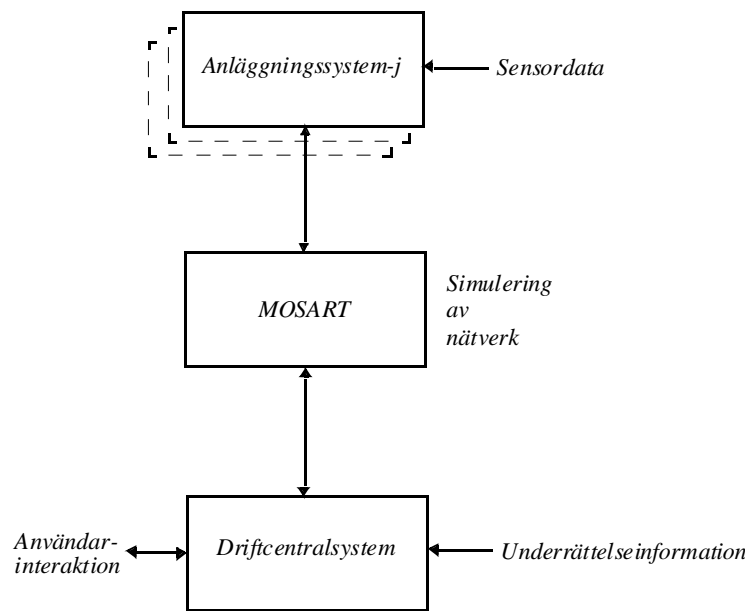 Anläggningssystem-j
Sensordata
MOSART
Simulering
av
nätverk
Användar-
interaktion
Driftcentralsystem
Underrättelseinformation